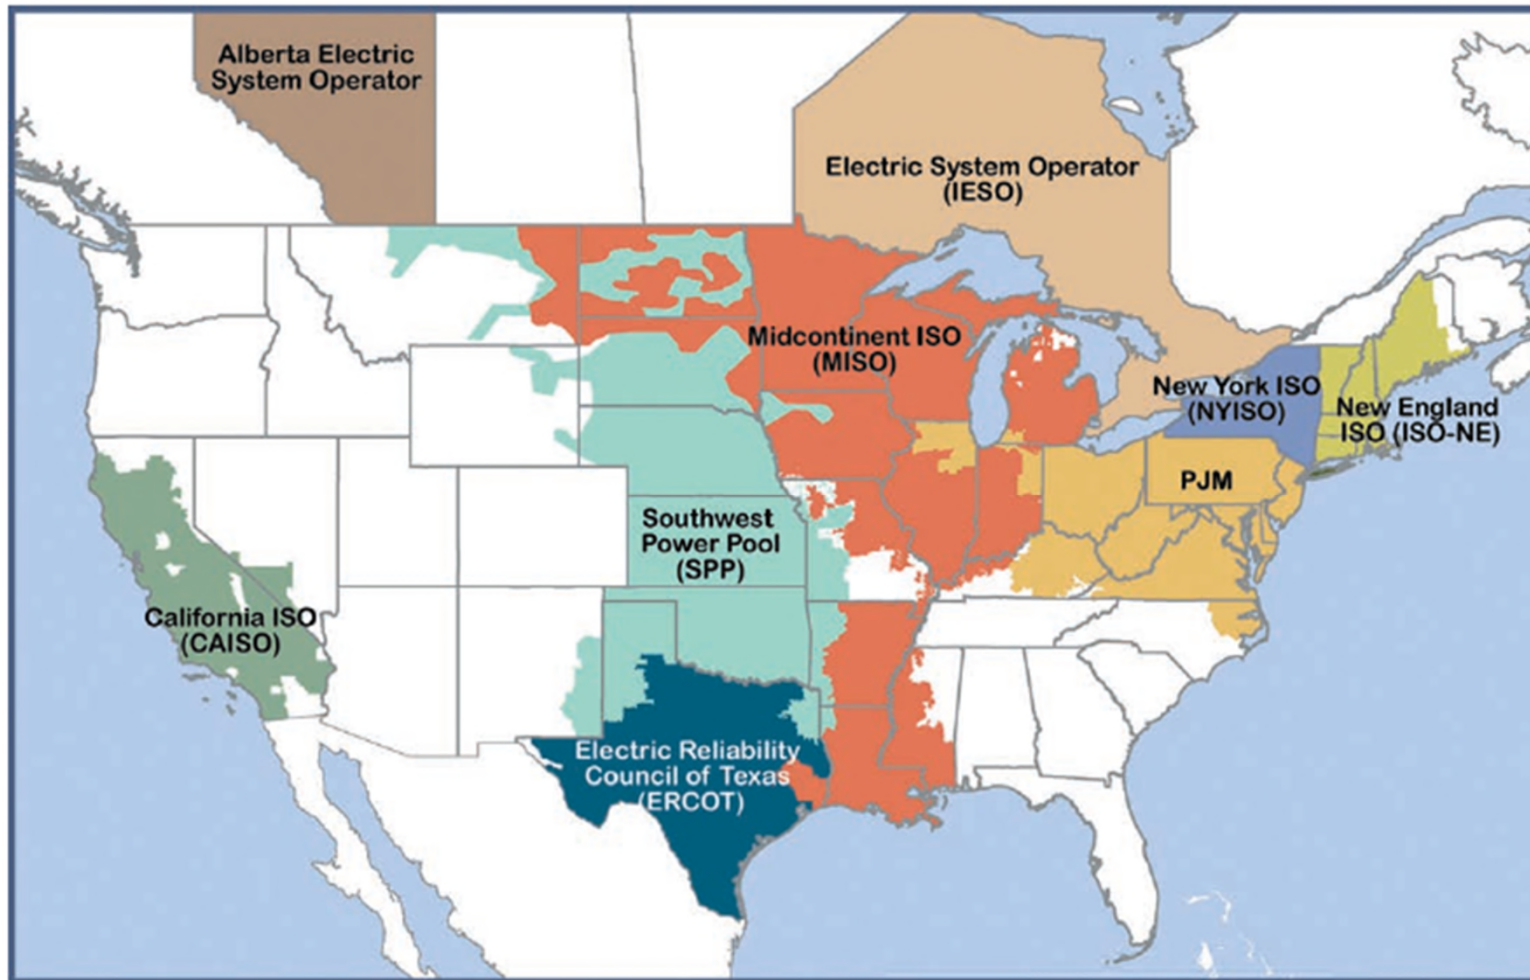 Alberta Electric
System Operator
Electric System Operator
(IESO)
Midcontinent ISO
(MISO)
New York ISO
(NYISO)
New England
ISO (ISO-NE)
PJM
Southwest
Power Pool
(SPP)
California ISO
(CAISO)
Electric Reliability
Council of Texas
(ERCOT)